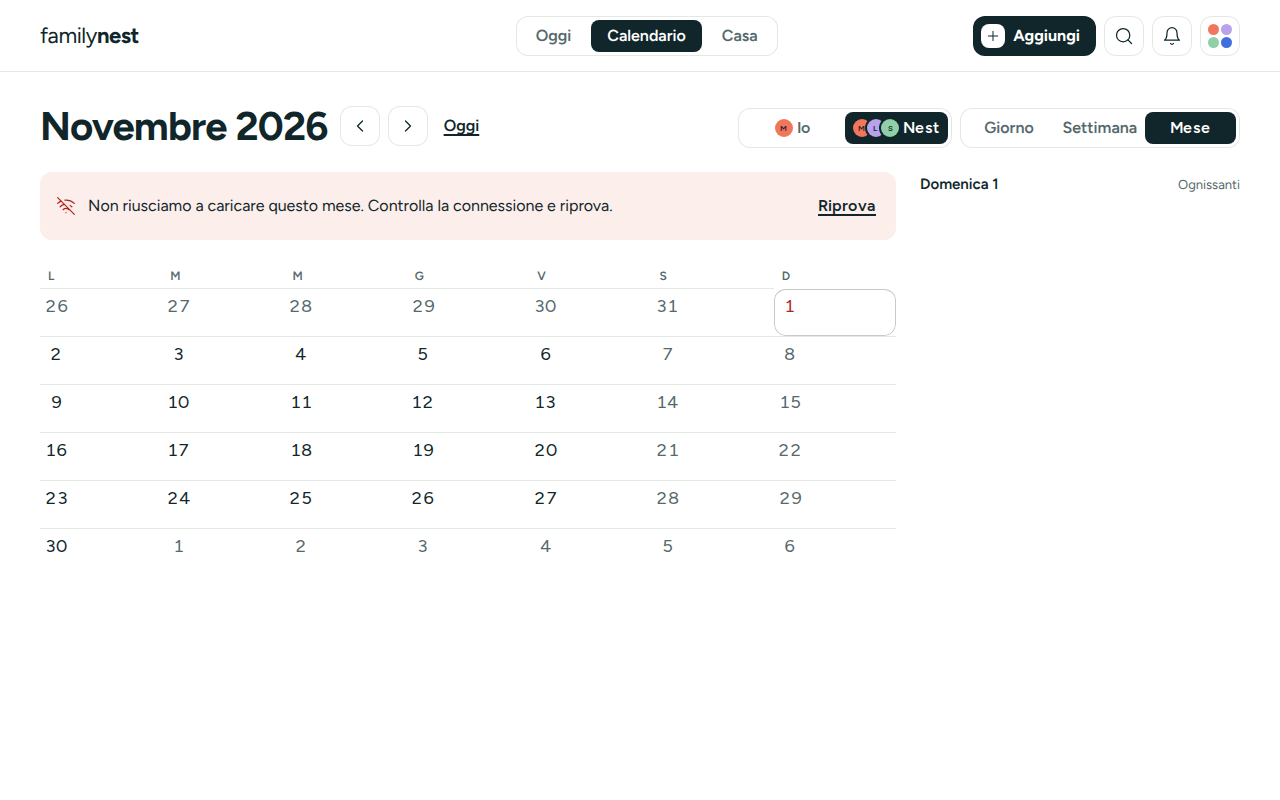 familynest
Oggi
Calendario
Casa
Aggiungi
Novembre 2026
Oggi
M Io
M L S Nest
Giorno
Settimana
Mese
Non riusciamo a caricare questo mese. Controlla la connessione e riprova.
Riprova
Domenica 1
Ognissanti
L M M G V S D
26 27 28 29 30 31 1
2 3 4 5 6 7 8
9 10 11 12 13 14 15
16 17 18 19 20 21 22
23 24 25 26 27 28 29
30 1 2 3 4 5 6